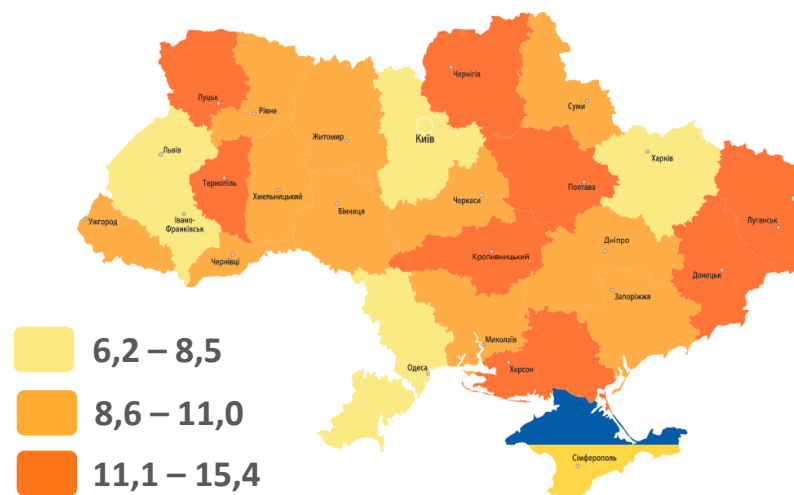 Чернігів
Луцьк
Суми
Рівне
Житомир
Київ
Львів
Харків
Тернопіль
Полтава
Хмельницький
Черкаси
Вінниця
Івано-
Франківськ
Ужгород
Луганськ
Дніпро
Кропивницький
Чернівці
Донецьк
Запоріжжя
Миколаїв
Херсон
Одеса
Сімферополь
6,2 – 8,5
8,6 – 11,0
11,1 – 15,4